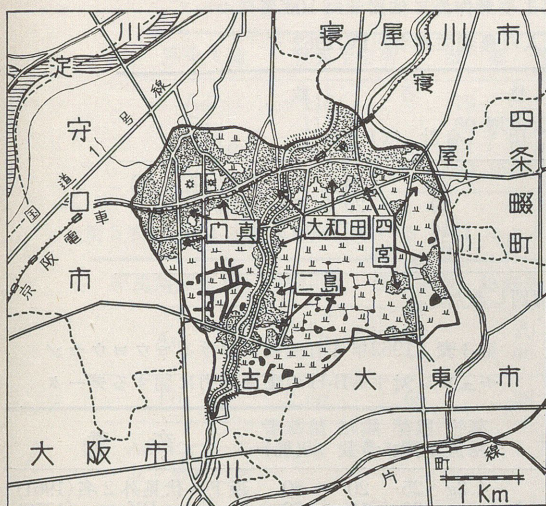 川
定
守
口
市
国道1号線
京阪電車
寝屋川市
寝
屋
川
四条畷町
門真
大和田
四宮
二島
古
川
大東市
大阪市
片
町
線
1 Km